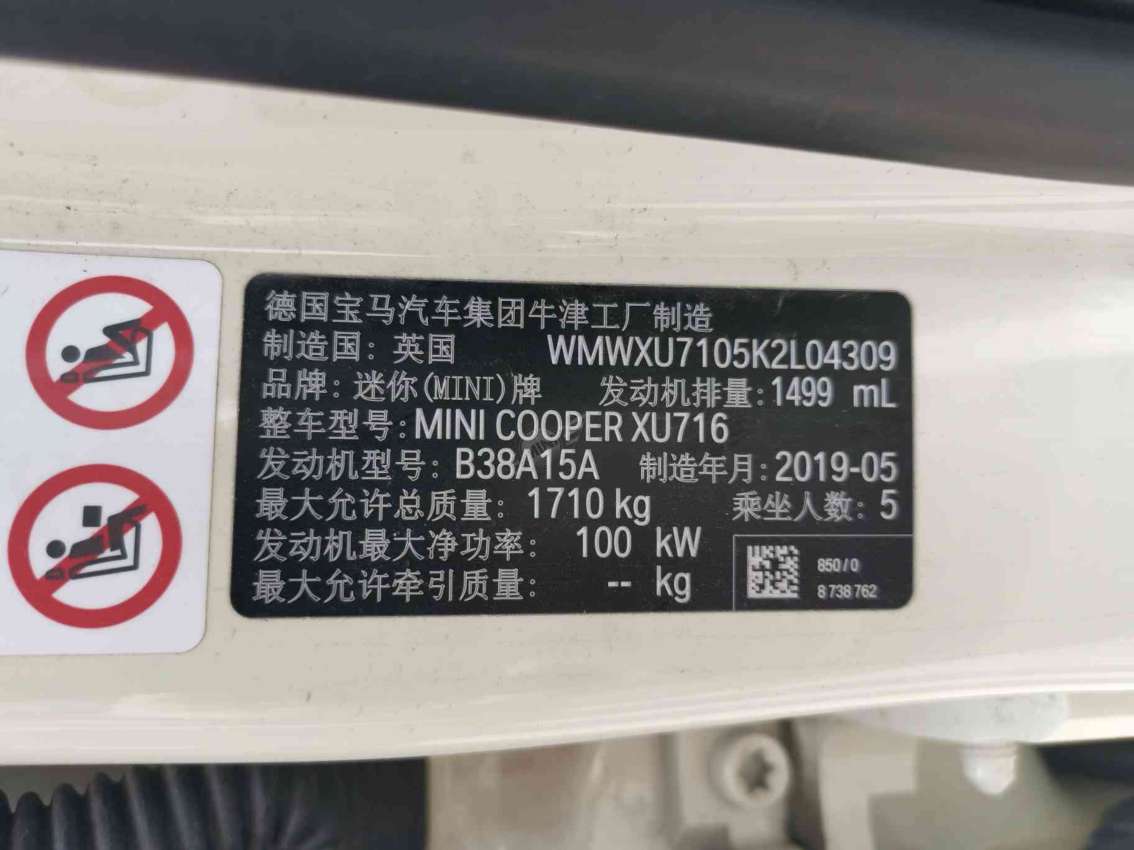 德国宝马汽车集团牛津工厂制造
制造国: 英国 WMWXU7105K2L04309
品牌: 迷你(MINI)牌 发动机排量:1499 mL
整车型号:MINI COOPER XU716
发动机型号: B38A15A 制造年月:2019-05
最大允许总质量: 1710 kg 乘坐人数: 5
发动机最大净功率: 100 kW
最大允许牵引质量: -- kg
850/0
8 738 762